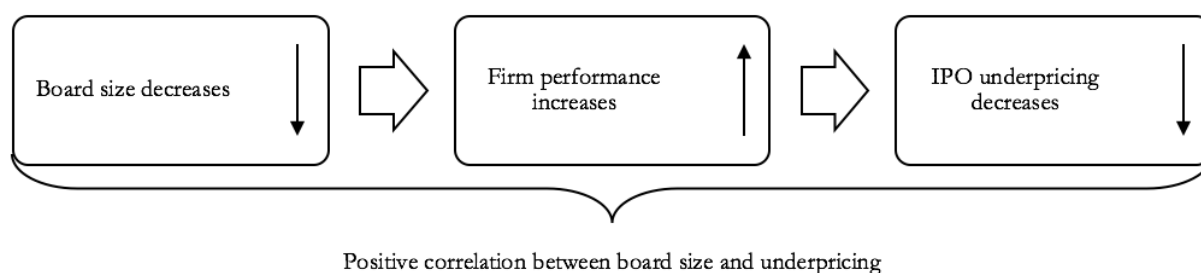 Board size decreases
Firm performance
increases
IPO underpricing
decreases
Positive correlation between board size and underpricing